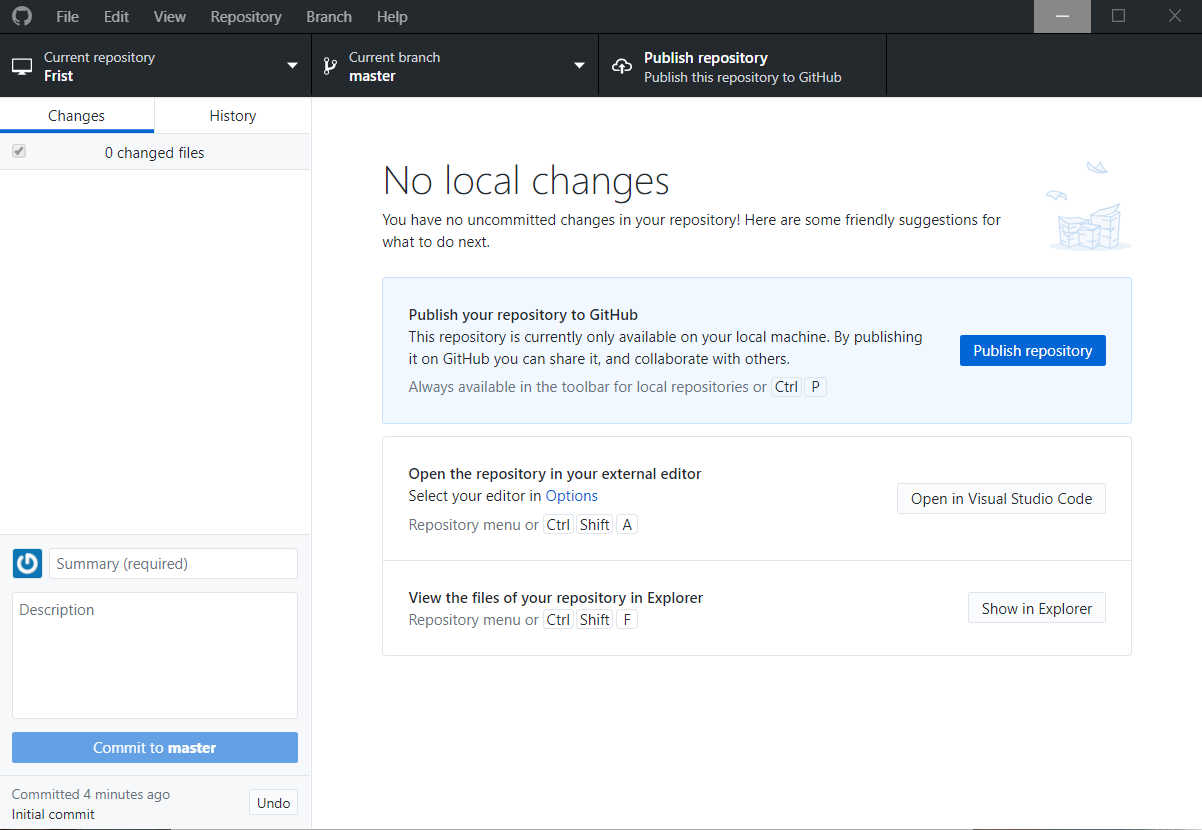 File Edit View Repository Branch Help
Current repository
Frist
Current branch
master
Publish repository
Publish this repository to GitHub
Changes
History
0 changed files
No local changes
You have no uncommitted changes in your repository! Here are some friendly suggestions for
what to do next.
Publish your repository to GitHub
This repository is currently only available on your local machine. By publishing
it on GitHub you can share it, and collaborate with others.
Always available in the toolbar for local repositories or Ctrl P
Publish repository
Open the repository in your external editor
Select your editor in Options
Repository menu or Ctrl Shift A
Open in Visual Studio Code
View the files of your repository in Explorer
Repository menu or Ctrl Shift F
Show in Explorer
Summary (required)
Description
Commit to master
Committed 4 minutes ago
Initial commit
Undo